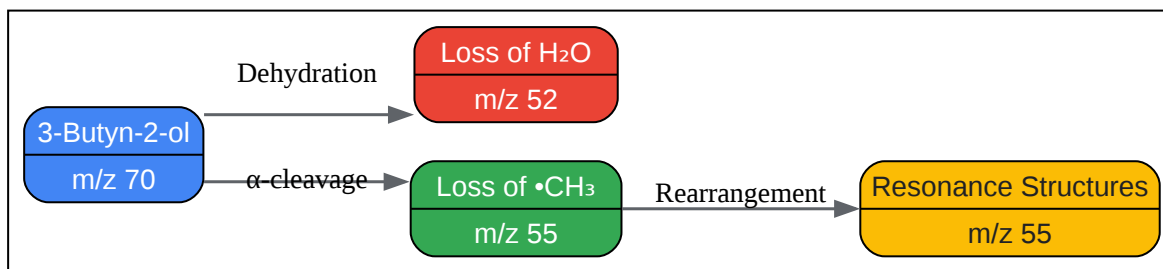 Dehydration
Loss of H₂O
m/z 52
3-Butyn-2-ol
m/z 70
α-cleavage
Loss of •CH₃
m/z 55
Rearrangement
Resonance Structures
m/z 55